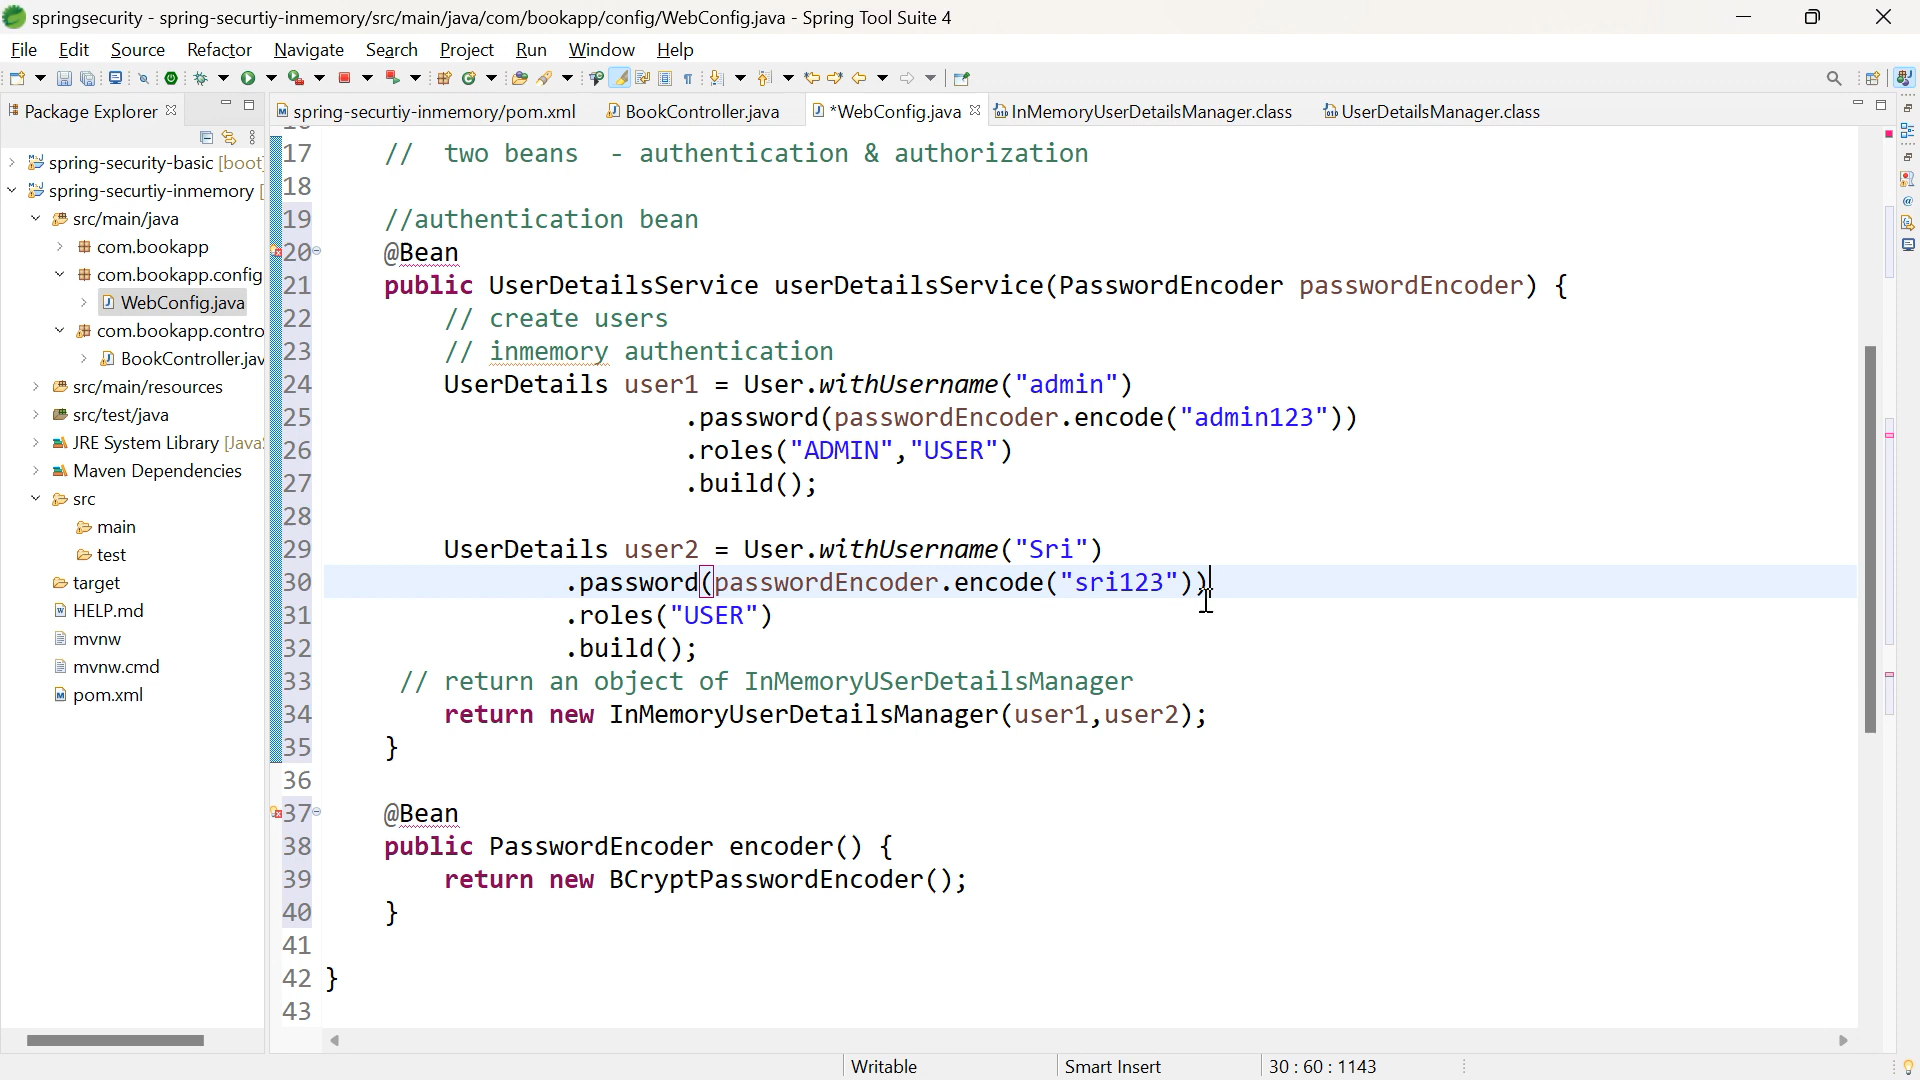 springsecurity - spring-securtiy-inmemory/src/main/java/com/bookapp/config/WebConfig.java - Spring Tool Suite 4
File Edit Source Refactor Navigate Search Project Run Window Help
Package Explorer
spring-securtiy-inmemory/pom.xml BookController.java *WebConfig.java InMemoryUserDetailsManager.class UserDetailsManager.class
spring-security-basic [boot]
spring-securtiy-inmemory [
src/main/java
com.bookapp
com.bookapp.config
WebConfig.java
com.bookapp.contro
BookController.jav
src/main/resources
src/test/java
JRE System Library [Java
Maven Dependencies
src
main
test
target
HELP.md
mvnw
mvnw.cmd
pom.xml
17 // two beans - authentication & authorization
18
19 //authentication bean
20 @Bean
21 public UserDetailsService userDetailsService(PasswordEncoder passwordEncoder) {
22 // create users
23 // inmemory authentication
24 UserDetails user1 = User.withUsername("admin")
25 .password(passwordEncoder.encode("admin123"))
26 .roles("ADMIN","USER")
27 .build();
28
29 UserDetails user2 = User.withUsername("Sri")
30 .password(passwordEncoder.encode("sri123"))
31 .roles("USER")
32 .build();
33 // return an object of InMemoryUSerDetailsManager
34 return new InMemoryUserDetailsManager(user1,user2);
35 }
36
37 @Bean
38 public PasswordEncoder encoder() {
39 return new BCryptPasswordEncoder();
40 }
41
42 }
43
Writable Smart Insert 30 : 60 : 1143